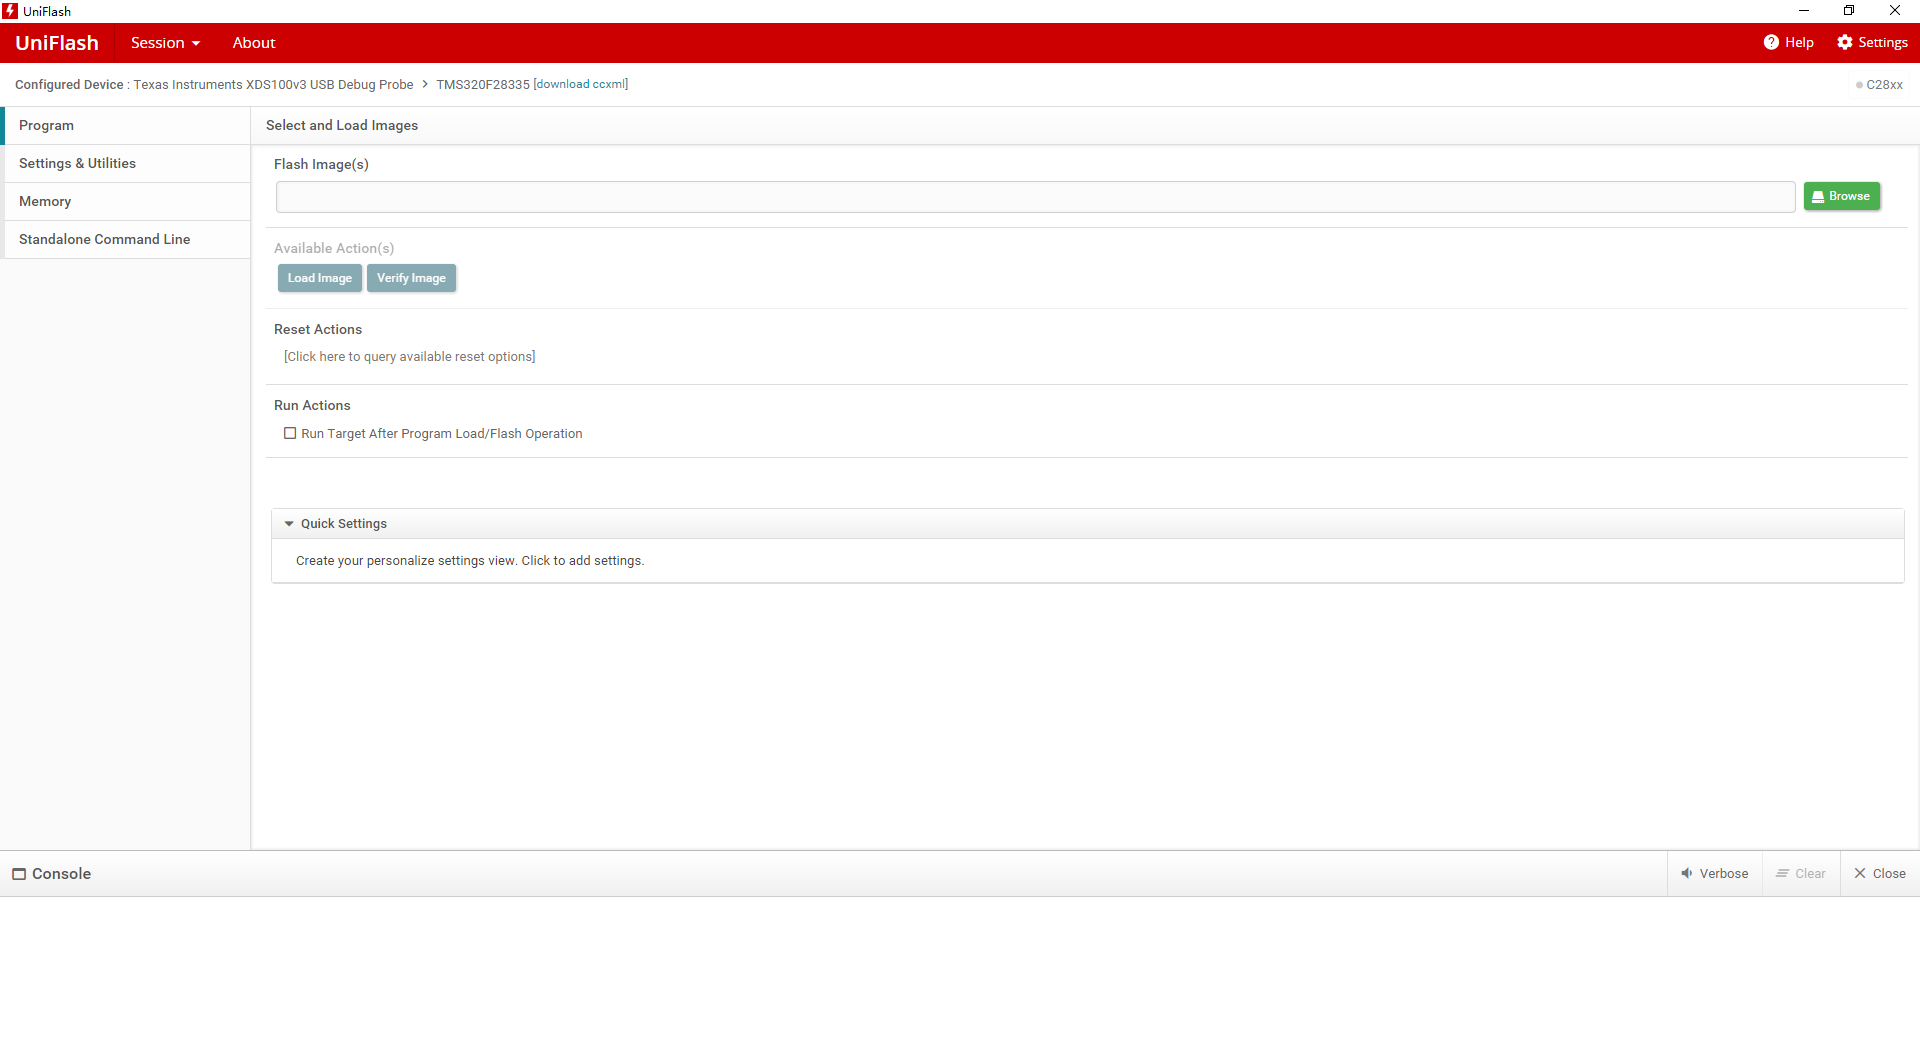 UniFlash
UniFlash Session About Help Settings
Configured Device : Texas Instruments XDS100v3 USB Debug Probe > TMS320F28335 [download ccxml] C28xx
Program
Settings & Utilities
Memory
Standalone Command Line
Select and Load Images
Flash Image(s)
Browse
Available Action(s)
Load Image Verify Image
Reset Actions
[Click here to query available reset options]
Run Actions
Run Target After Program Load/Flash Operation
Quick Settings
Create your personalize settings view. Click to add settings.
Console Verbose Clear Close